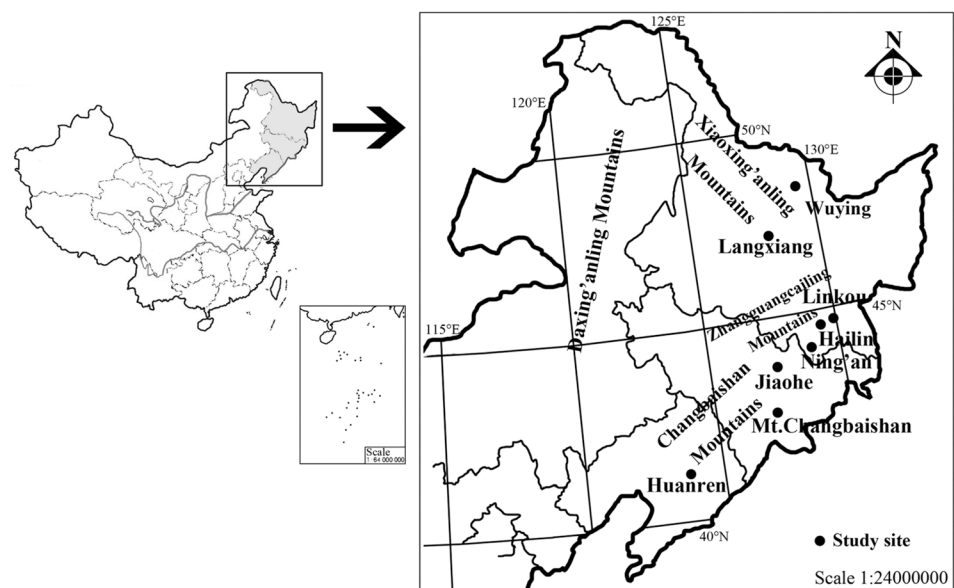 125°E
N
120°E
50°N
130°E
Xiaoxing'anling
Mountains
Wuying
Daxing'anling Mountains
Langxiang
Linkou
45°N
Zhangguangcailing
Mountains
115°E
Hailin
Ning'an
Jiaohe
Changbaishan
Mountains
Mt.Changbaishan
Huanren
40°N
Study site
Scale 1:24000000
Scale
1: 64 000 000